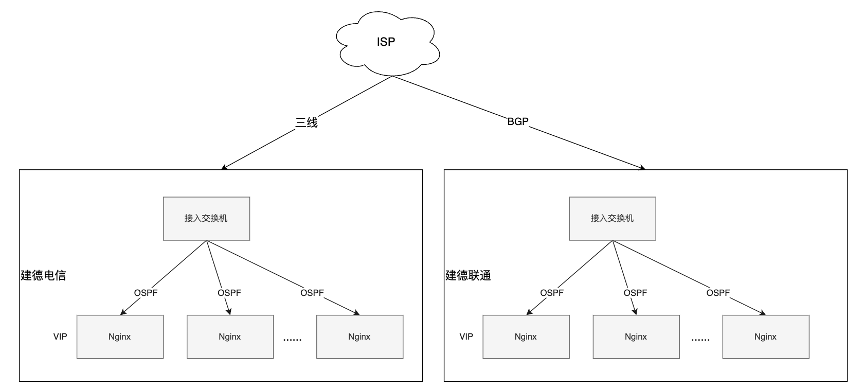 ISP
三线
BGP
接入交换机
接入交换机
建德电信
建德联通
OSPF
OSPF
OSPF
OSPF
OSPF
OSPF
VIP
Nginx
Nginx
......
Nginx
VIP
Nginx
Nginx
......
Nginx